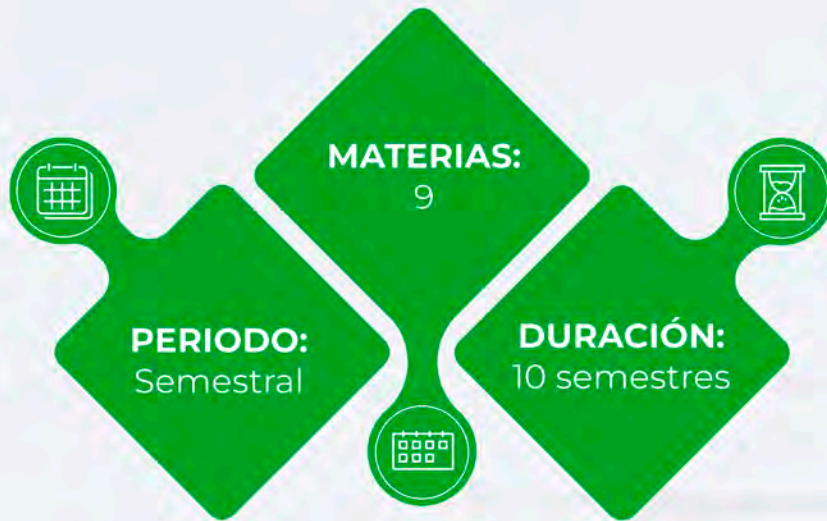 MATERIAS:
9
PERIODO:
Semestral
DURACIÓN:
10 semestres